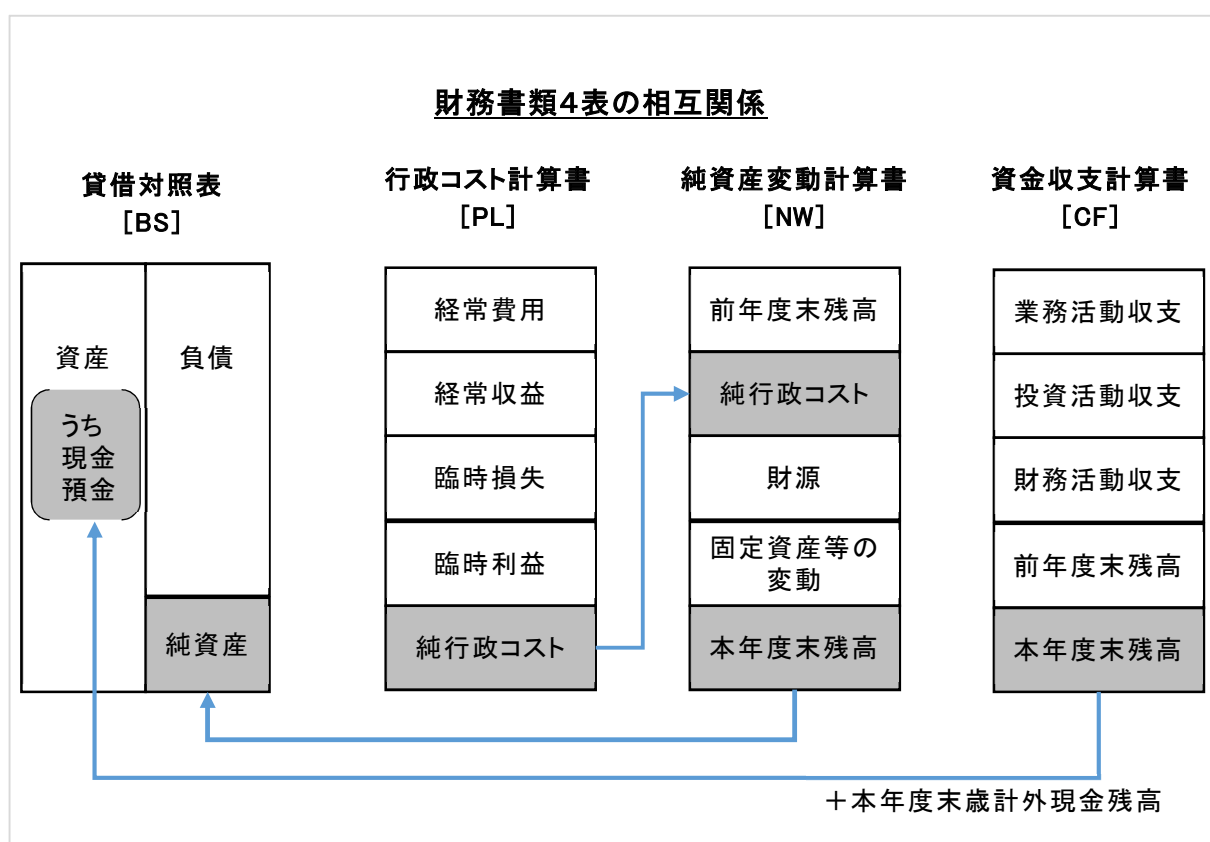 財務書類4表の相互関係
貸借対照表
[BS]
資産
うち
現金
預金
負債
純資産
行政コスト計算書
[PL]
経常費用
経常収益
臨時損失
臨時利益
純行政コスト
純資産変動計算書
[NW]
前年度末残高
純行政コスト
財源
固定資産等の
変動
本年度末残高
資金収支計算書
[CF]
業務活動収支
投資活動収支
財務活動収支
前年度末残高
本年度末残高
＋本年度末歳計外現金残高